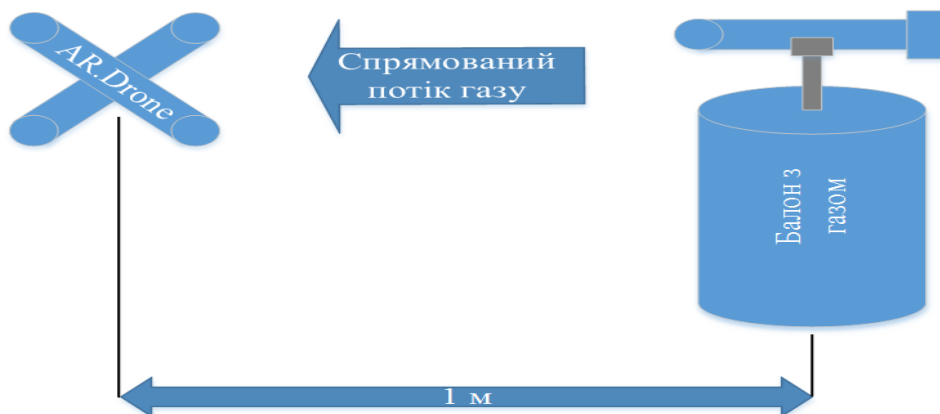 AR.Drone
Спрямований
потік газу
Балон з
газом
1 м